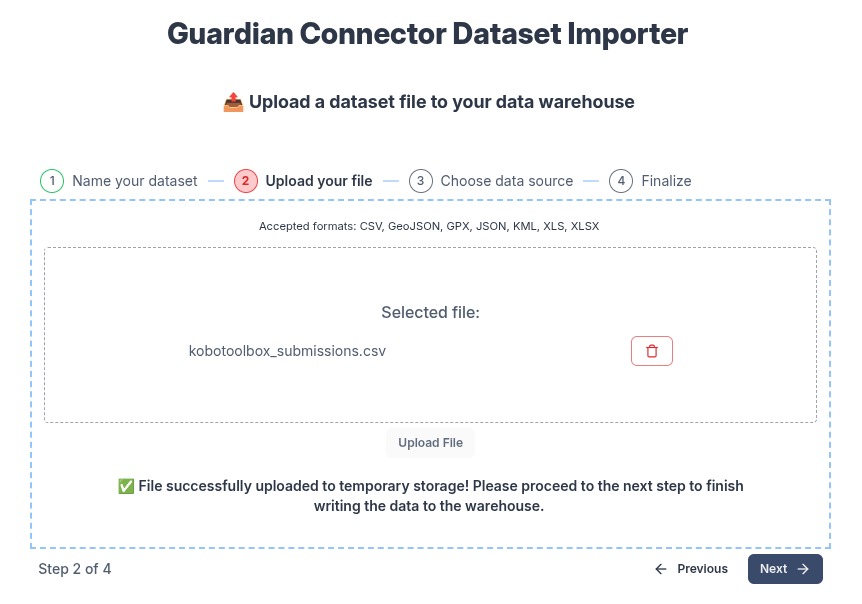 Guardian Connector Dataset Importer
📤 Upload a dataset file to your data warehouse
1 Name your dataset 2 Upload your file 3 Choose data source 4 Finalize
Accepted formats: CSV, GeoJSON, GPX, JSON, KML, XLS, XLSX
Selected file:
kobotoolbox_submissions.csv
Upload File
✅ File successfully uploaded to temporary storage! Please proceed to the next step to finish
writing the data to the warehouse.
Step 2 of 4 ← Previous Next →